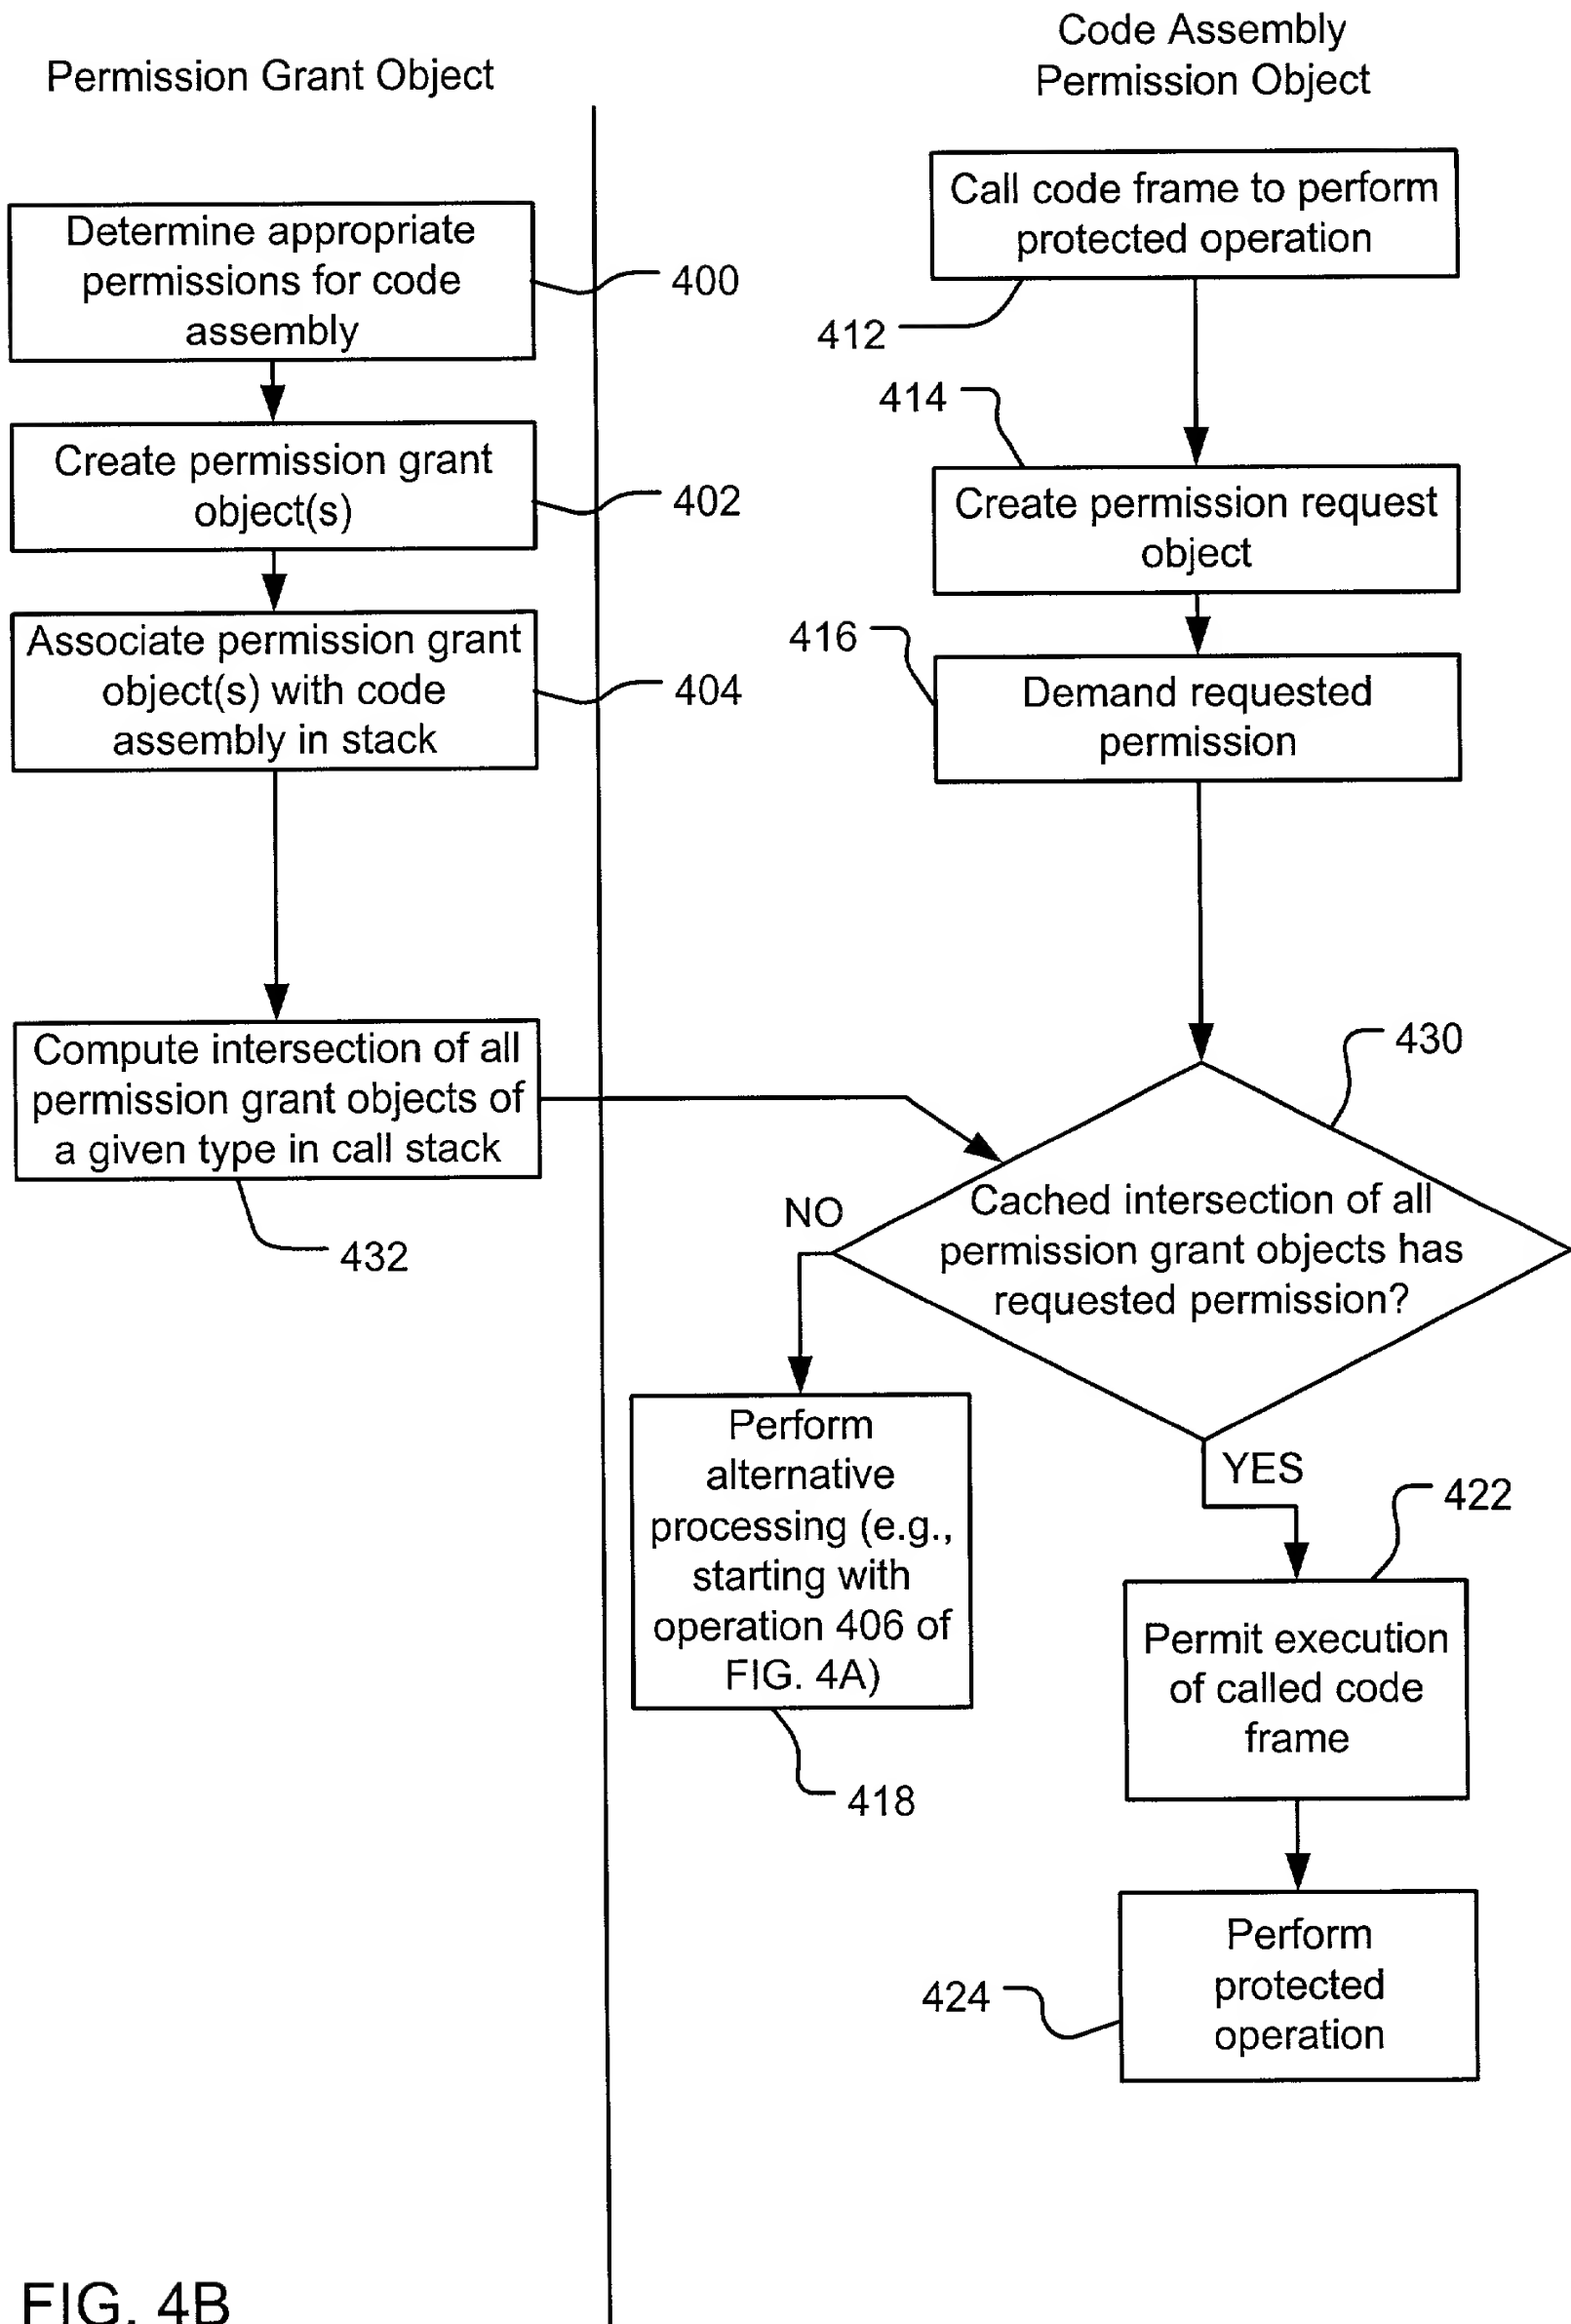 Permission Grant Object
Code Assembly
Permission Object
Determine appropriate
permissions for code
assembly
400
Create permission grant
object(s)
402
Associate permission grant
object(s) with code
assembly in stack
404
Compute intersection of all
permission grant objects of
a given type in call stack
432
Call code frame to perform
protected operation
412
414
Create permission request
object
416
Demand requested
permission
430
Cached intersection of all
permission grant objects has
requested permission?
NO
YES
Perform
alternative
processing (e.g.,
starting with
operation 406 of
FIG. 4A)
418
422
Permit execution
of called code
frame
424
Perform
protected
operation
FIG. 4B